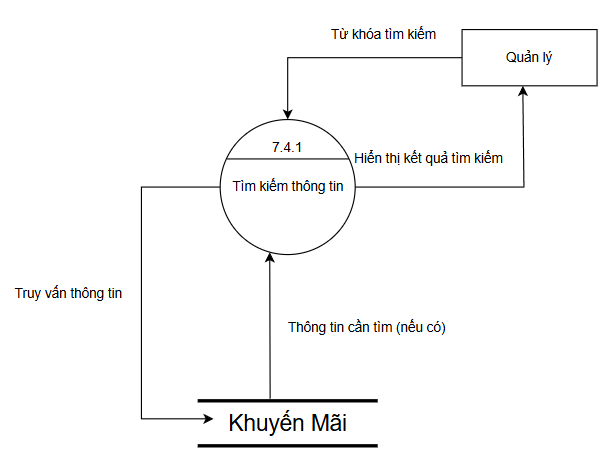 Từ khóa tìm kiếm
Quản lý
7.4.1
Hiển thị kết quả tìm kiếm
Tìm kiếm thông tin
Truy vấn thông tin
Thông tin cần tìm (nếu có)
Khuyến Mãi